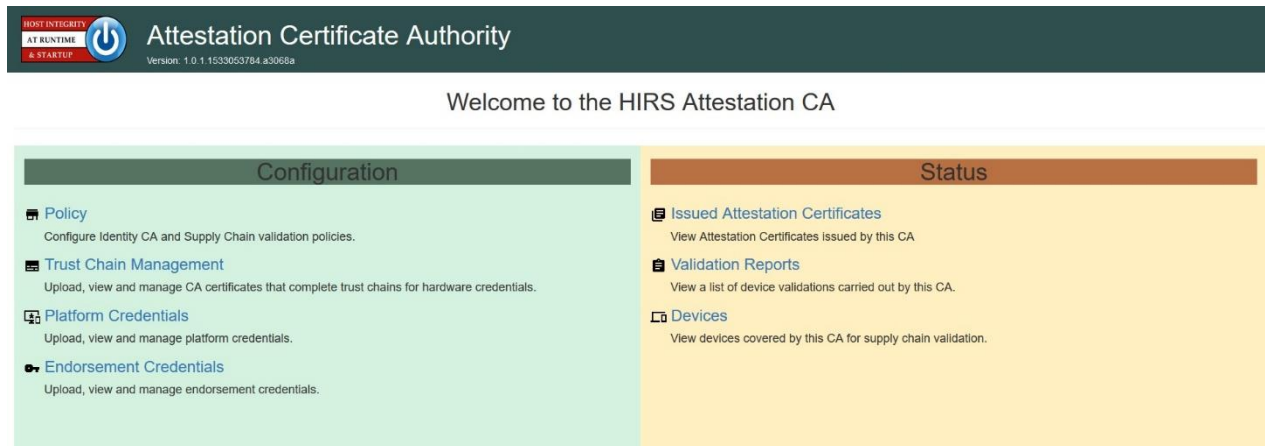 HOST INTEGRITY
AT RUNTIME
& STARTUP
Attestation Certificate Authority
Version: 1.0.1.1533053784.a3068a
Welcome to the HIRS Attestation CA
Configuration
Policy
Configure Identity CA and Supply Chain validation policies.
Trust Chain Management
Upload, view and manage CA certificates that complete trust chains for hardware credentials.
Platform Credentials
Upload, view and manage platform credentials.
Endorsement Credentials
Upload, view and manage endorsement credentials.
Status
Issued Attestation Certificates
View Attestation Certificates issued by this CA
Validation Reports
View a list of device validations carried out by this CA.
Devices
View devices covered by this CA for supply chain validation.